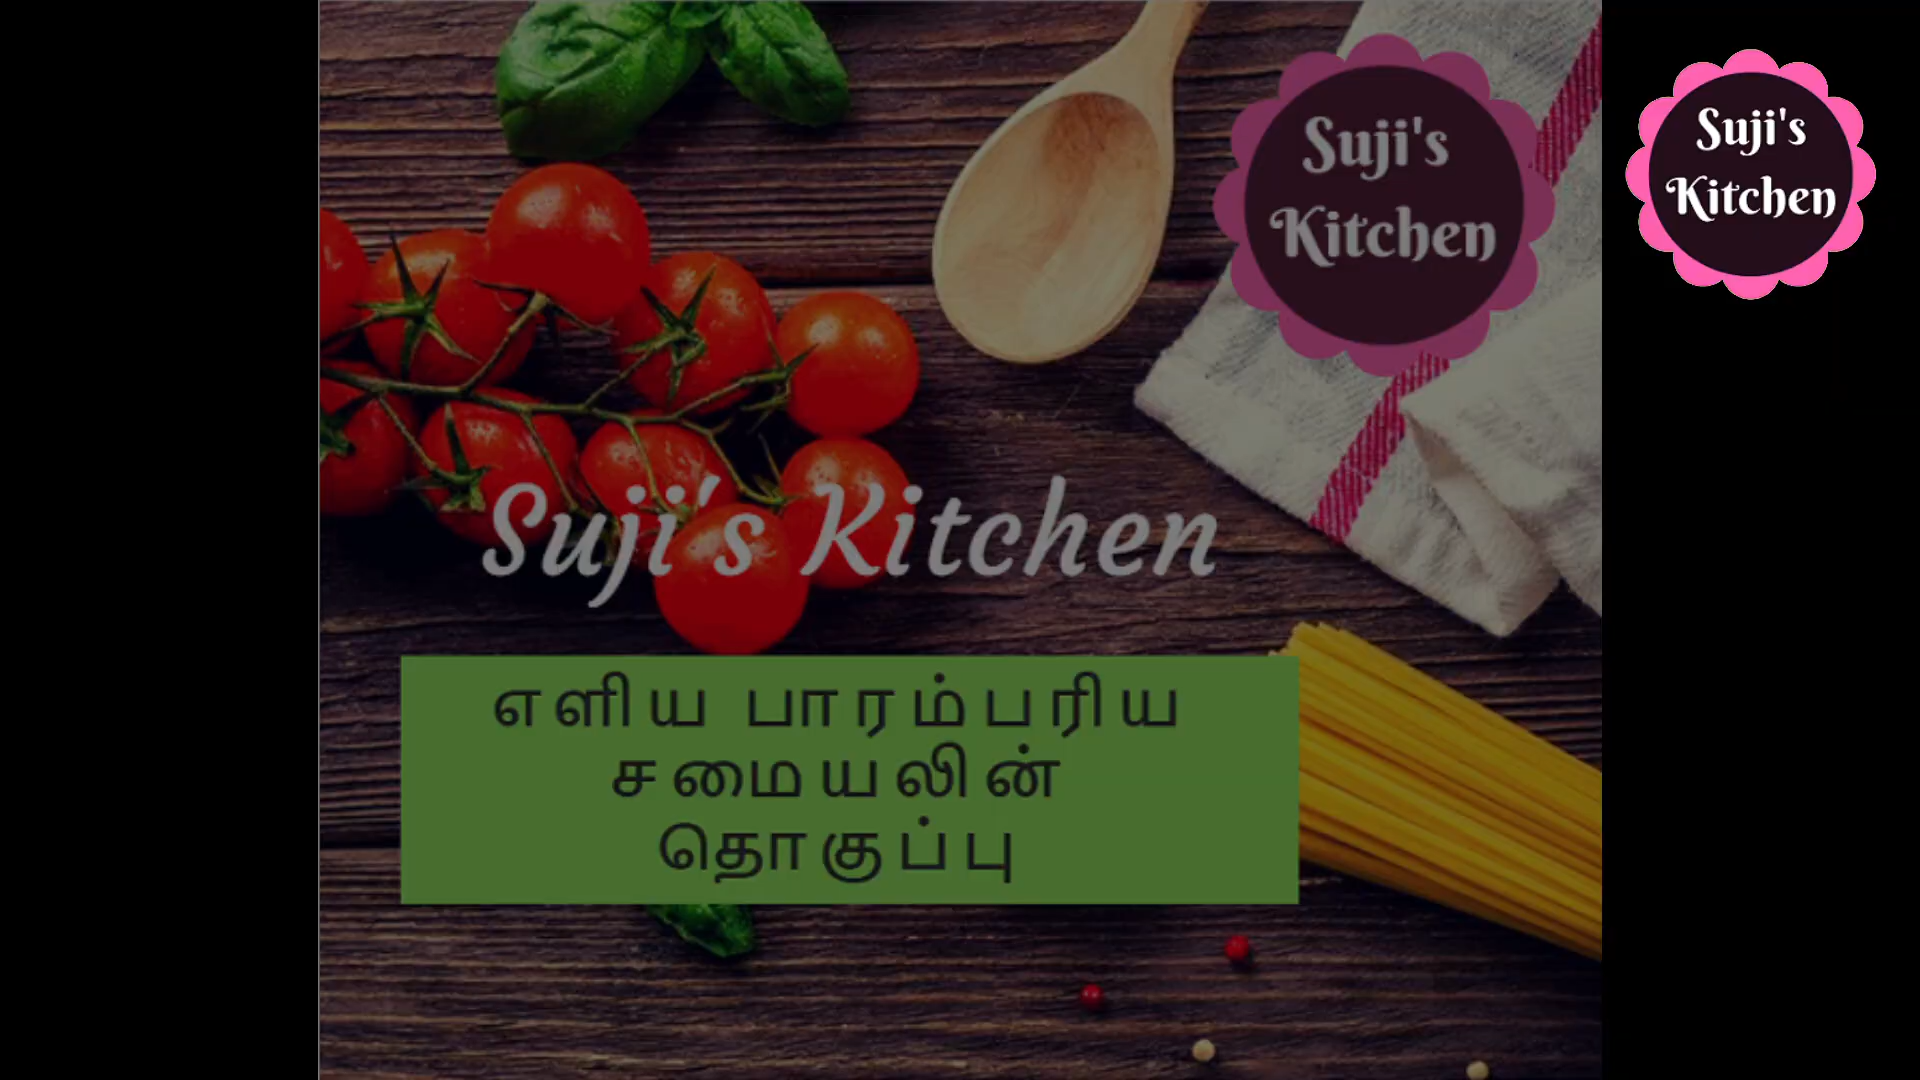 Suji's
Kitchen
Suji's
Kitchen
Suji's Kitchen
எளிய பாரம்பரிய
சமையலின்
தொகுப்பு